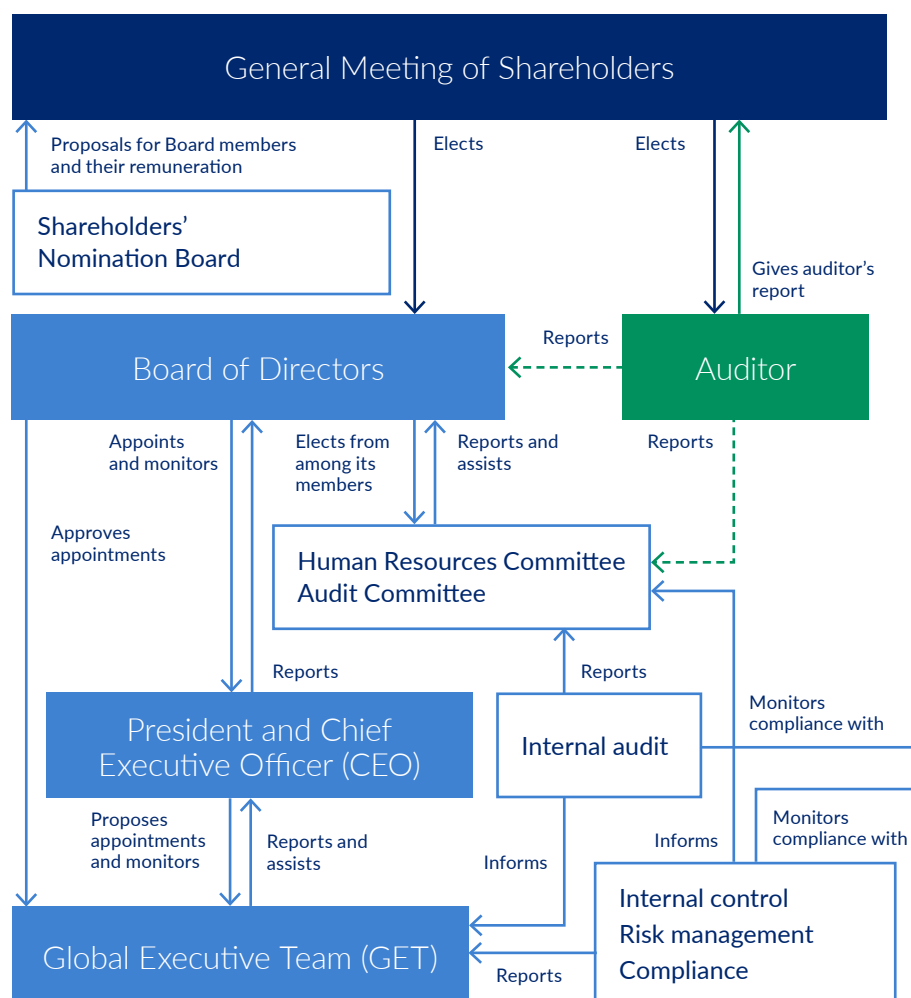 General Meeting of Shareholders
Proposals for Board members
and their remuneration
Elects
Elects
Shareholders’
Nomination Board
Gives auditor’s
report
Board of Directors
Reports
Auditor
Appoints
and monitors
Elects from
among its
members
Reports and
assists
Reports
Approves
appointments
Human Resources Committee
Audit Committee
Reports
Reports
Monitors
compliance with
President and Chief
Executive Officer (CEO)
Internal audit
Proposes
appointments
and monitors
Reports and
assists
Informs
Informs
Monitors
compliance with
Internal control
Risk management
Compliance
Global Executive Team (GET)
Reports